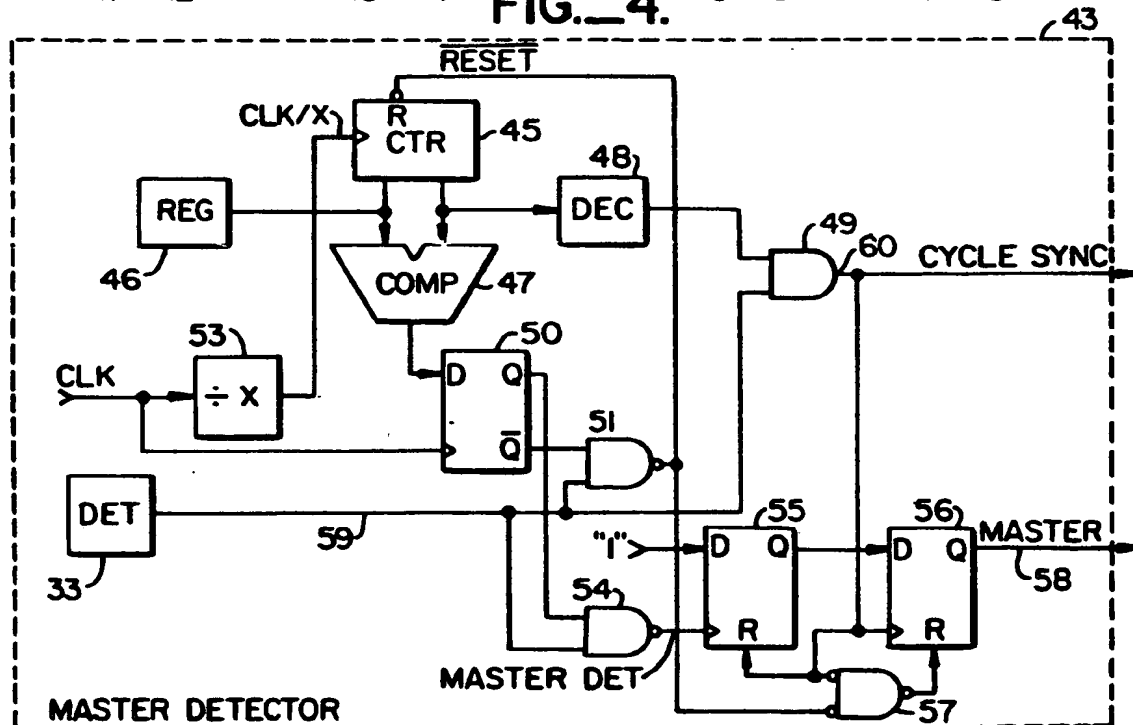 FIG._4.
43
RESET
CLK/X
R
CTR
45
48
REG
DEC
49
60
CYCLE SYNC
46
COMP
47
53
50
CLK
÷ X
D Q
51
Q
DET
59
33
"1"
55
D Q
R
56
D Q
R
MASTER
58
54
MASTER DET
57
MASTER DETECTOR